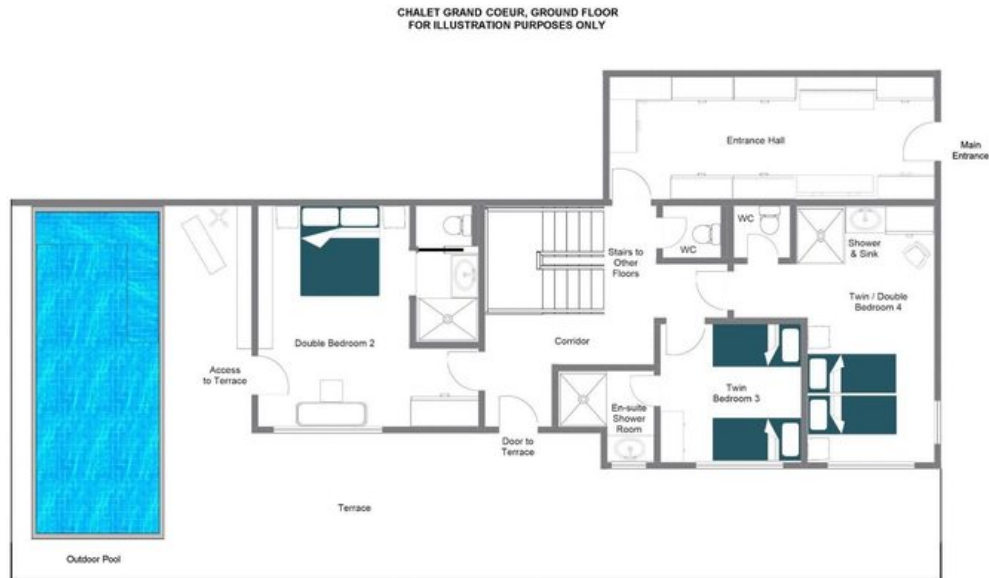 CHALET GRAND COEUR, GROUND FLOOR
FOR ILLUSTRATION PURPOSES ONLY
Entrance Hall
Main
Entrance
WC
WC
Shower
& Sink
Stairs to
Other
Floors
Twin / Double
Bedroom 4
Double Bedroom 2
Corridor
Access
to Terrace
Twin
Bedroom 3
En-suite
Shower
Room
Door to
Terrace
Terrace
Outdoor Pool